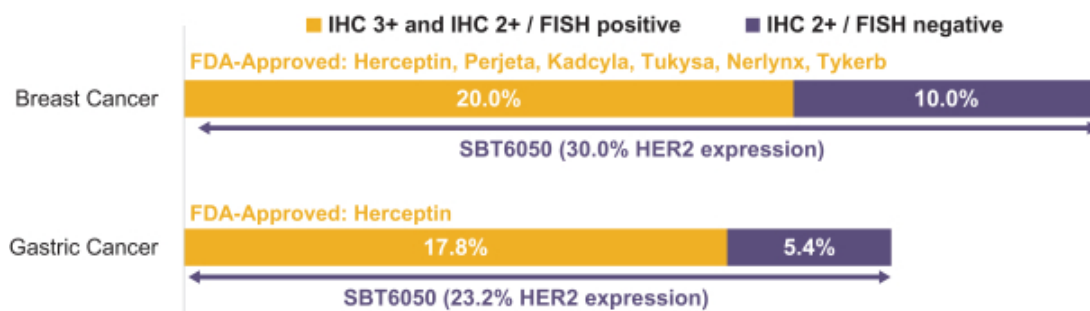 IHC 3+ and IHC 2+ / FISH positive
IHC 2+ / FISH negative
FDA-Approved: Herceptin, Perjeta, Kadcyla, Tukysa, Nerlynx, Tykerb
Breast Cancer
20.0%
10.0%
SBT6050 (30.0% HER2 expression)
FDA-Approved: Herceptin
Gastric Cancer
17.8%
5.4%
SBT6050 (23.2% HER2 expression)